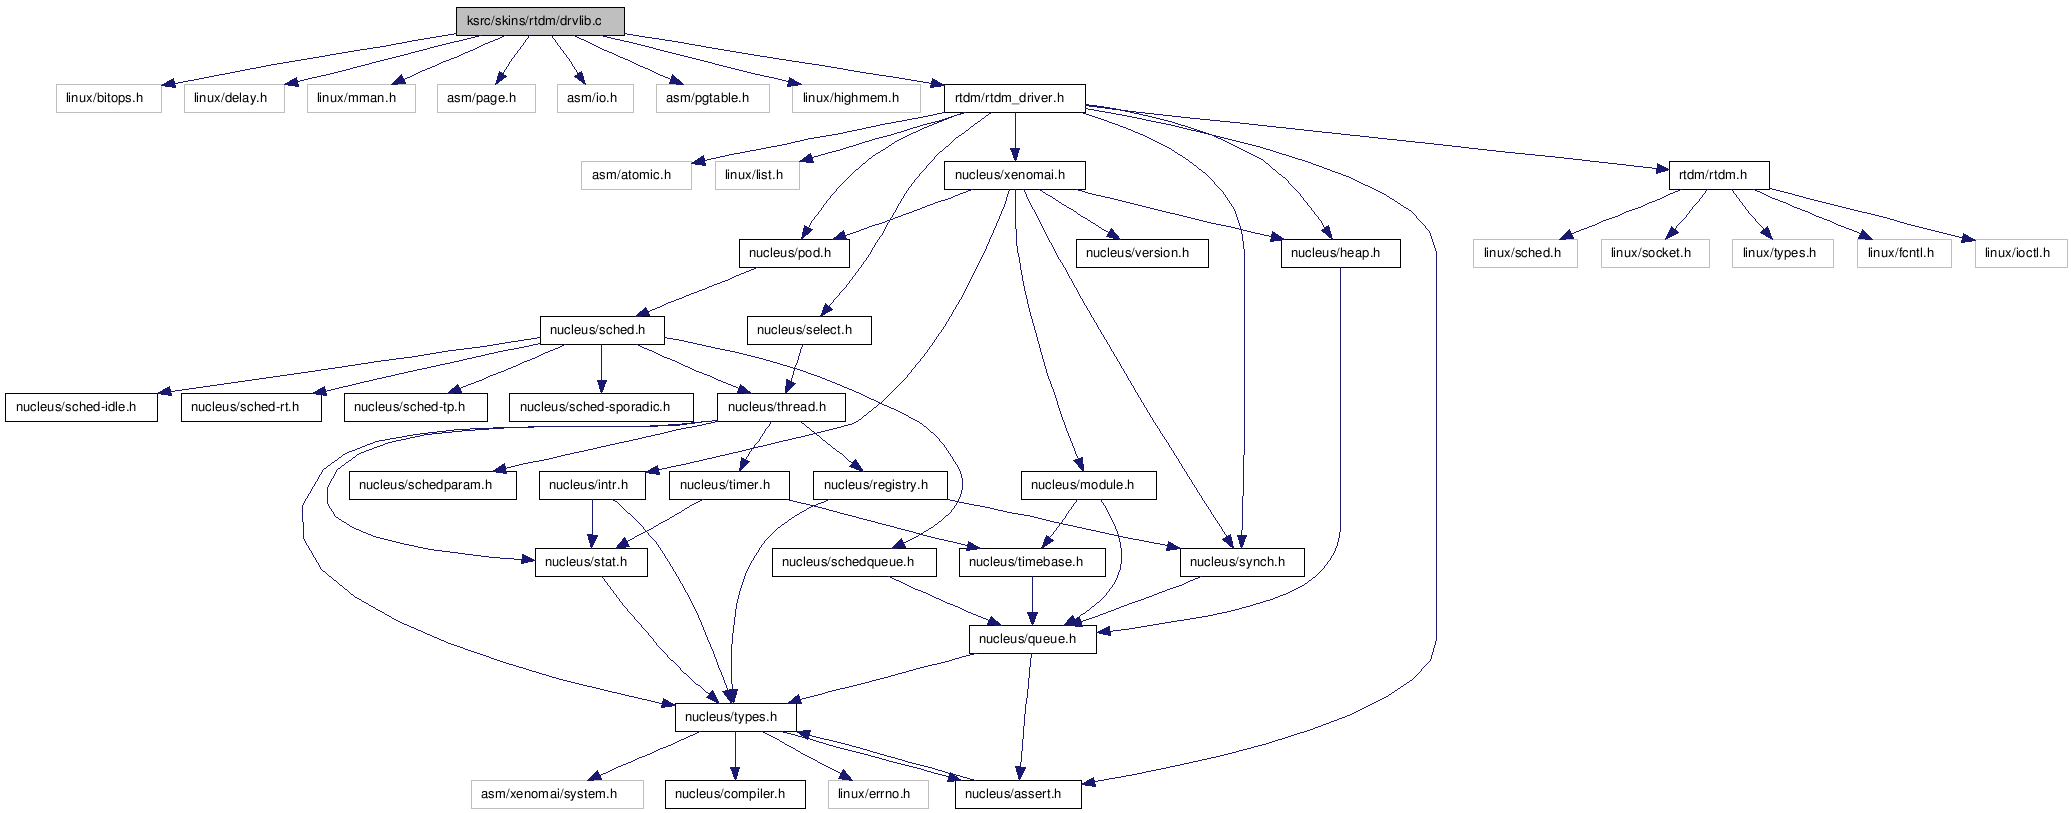 ksrc/skins/rtdm/drvlib.c
linux/bitops.h
linux/delay.h
linux/mman.h
asm/page.h
asm/io.h
asm/pgtable.h
linux/highmem.h
rtdm/rtdm_driver.h
asm/atomic.h
linux/list.h
nucleus/xenomai.h
rtdm/rtdm.h
nucleus/pod.h
nucleus/version.h
nucleus/heap.h
linux/sched.h
linux/socket.h
linux/types.h
linux/fcntl.h
linux/ioctl.h
nucleus/sched.h
nucleus/select.h
nucleus/sched-idle.h
nucleus/sched-rt.h
nucleus/sched-tp.h
nucleus/sched-sporadic.h
nucleus/thread.h
nucleus/schedparam.h
nucleus/intr.h
nucleus/timer.h
nucleus/registry.h
nucleus/module.h
nucleus/stat.h
nucleus/schedqueue.h
nucleus/timebase.h
nucleus/synch.h
nucleus/queue.h
nucleus/types.h
asm/xenomai/system.h
nucleus/compiler.h
linux/errno.h
nucleus/assert.h